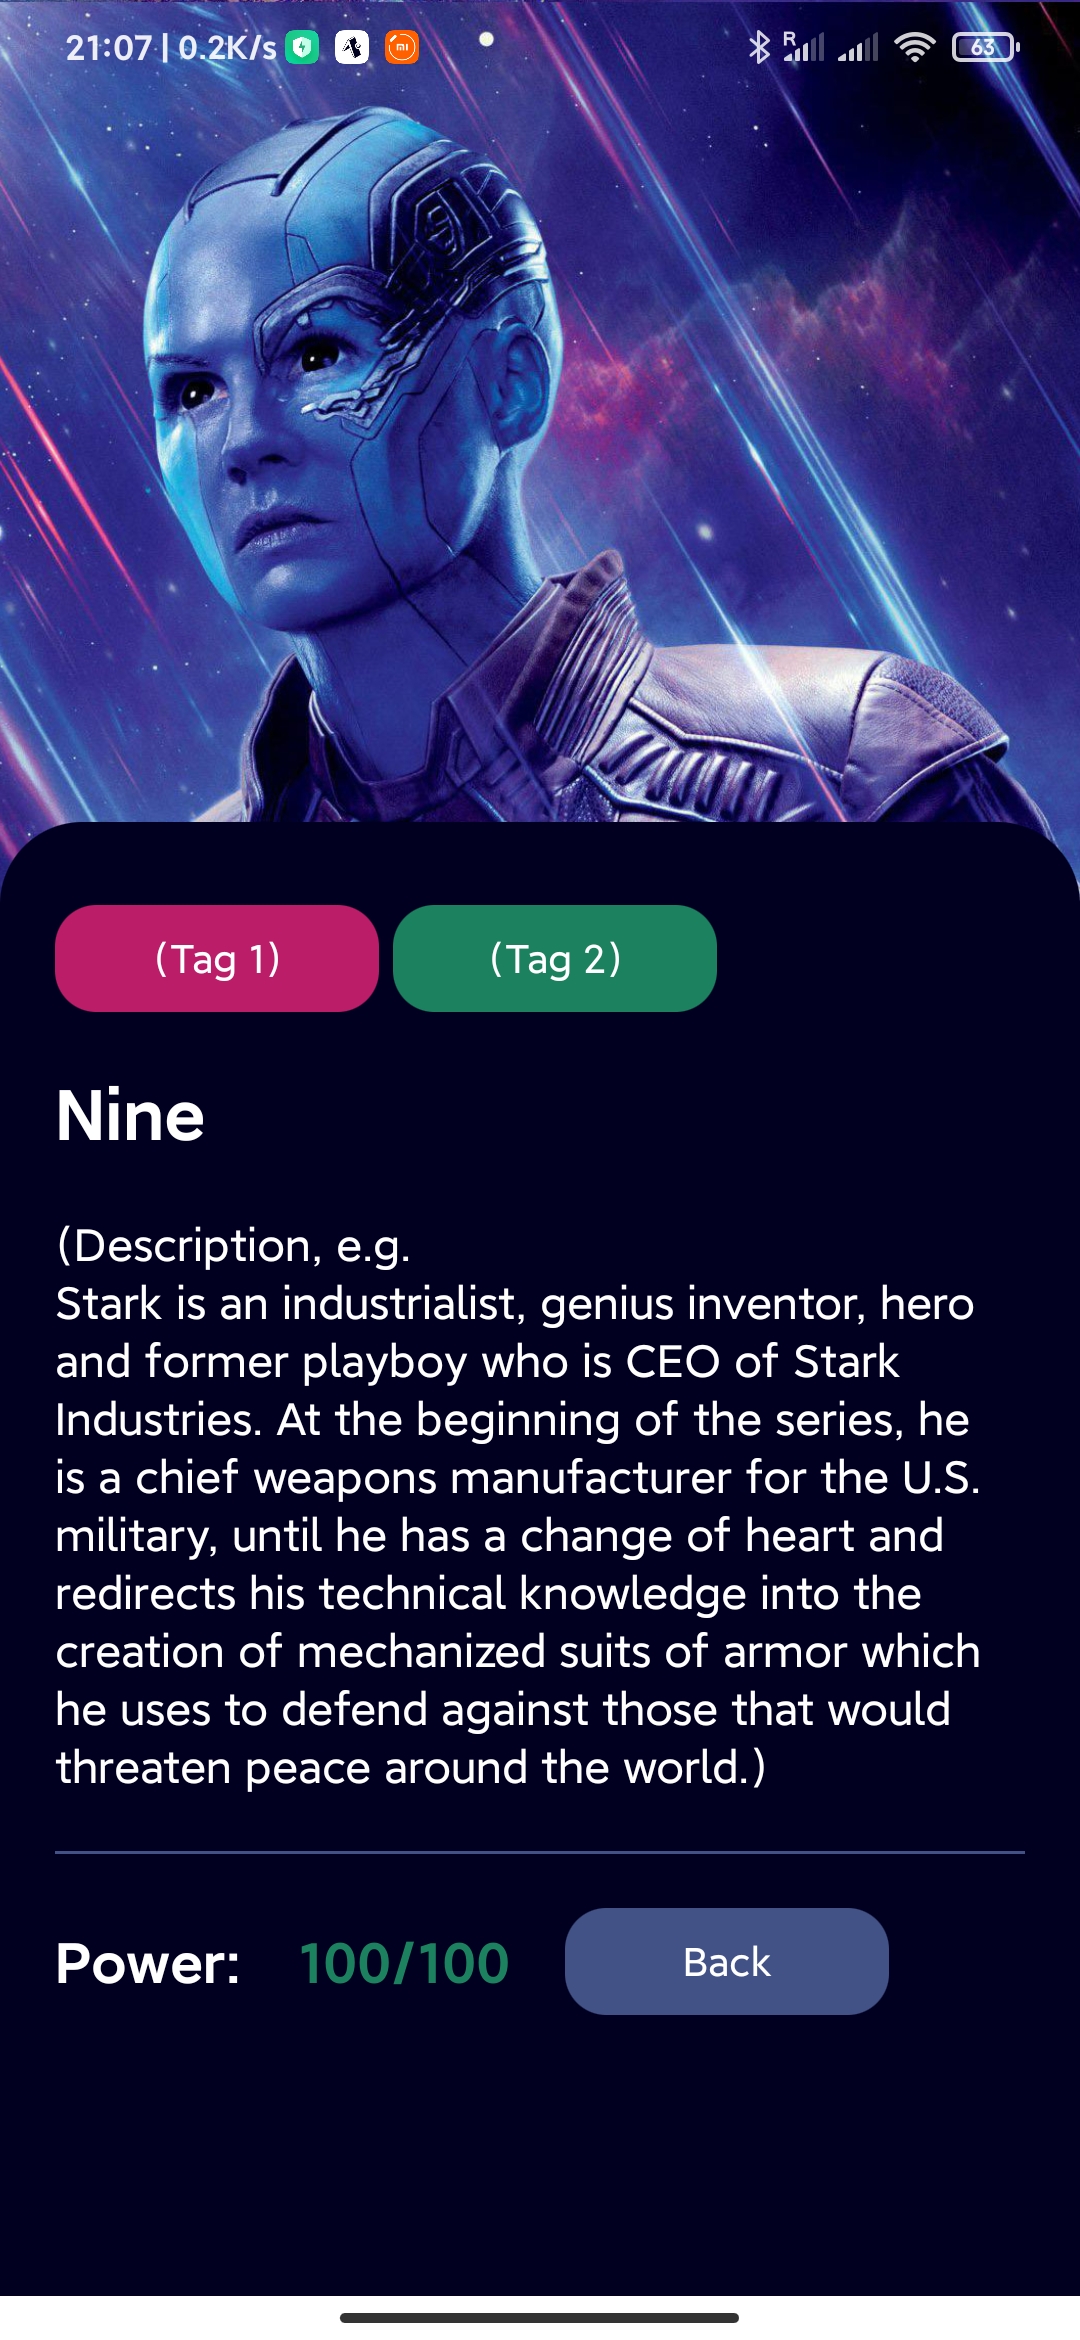 21:07 | 0.2K/s
R
63
(Tag 1) (Tag 2)
Nine
(Description, e.g.
Stark is an industrialist, genius inventor, hero
and former playboy who is CEO of Stark
Industries. At the beginning of the series, he
is a chief weapons manufacturer for the U.S.
military, until he has a change of heart and
redirects his technical knowledge into the
creation of mechanized suits of armor which
he uses to defend against those that would
threaten peace around the world.)
Power: 100/100 Back